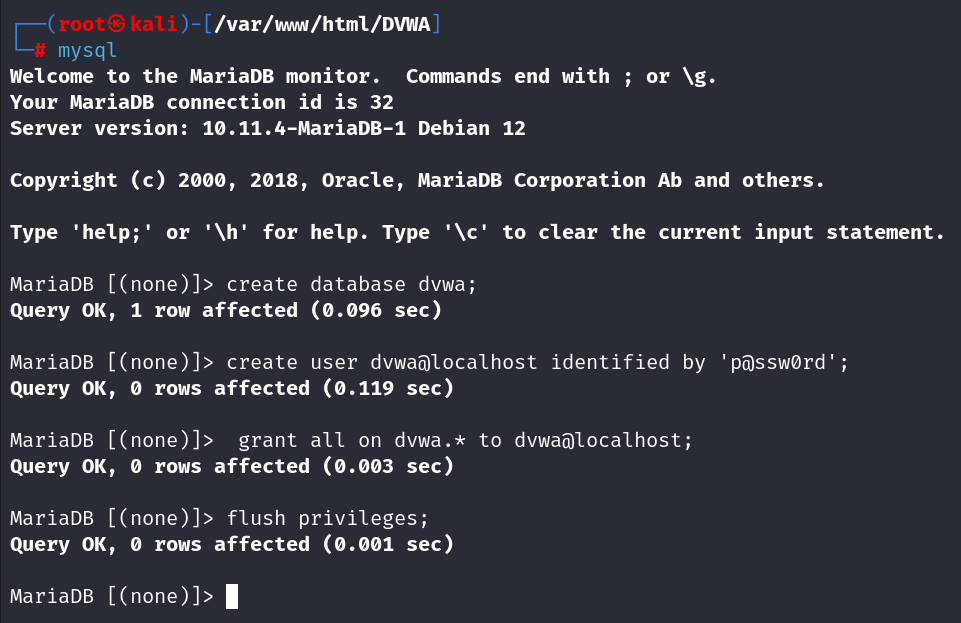 ┌──(root㉿kali)-[/var/www/html/DVWA]
└─# mysql
Welcome to the MariaDB monitor.  Commands end with ; or \g.
Your MariaDB connection id is 32
Server version: 10.11.4-MariaDB-1 Debian 12
Copyright (c) 2000, 2018, Oracle, MariaDB Corporation Ab and others.
Type 'help;' or '\h' for help. Type '\c' to clear the current input statement.
MariaDB [(none)]> create database dvwa;
Query OK, 1 row affected (0.096 sec)
MariaDB [(none)]> create user dvwa@localhost identified by 'p@ssw0rd';
Query OK, 0 rows affected (0.119 sec)
MariaDB [(none)]>  grant all on dvwa.* to dvwa@localhost;
Query OK, 0 rows affected (0.003 sec)
MariaDB [(none)]> flush privileges;
Query OK, 0 rows affected (0.001 sec)
MariaDB [(none)]>